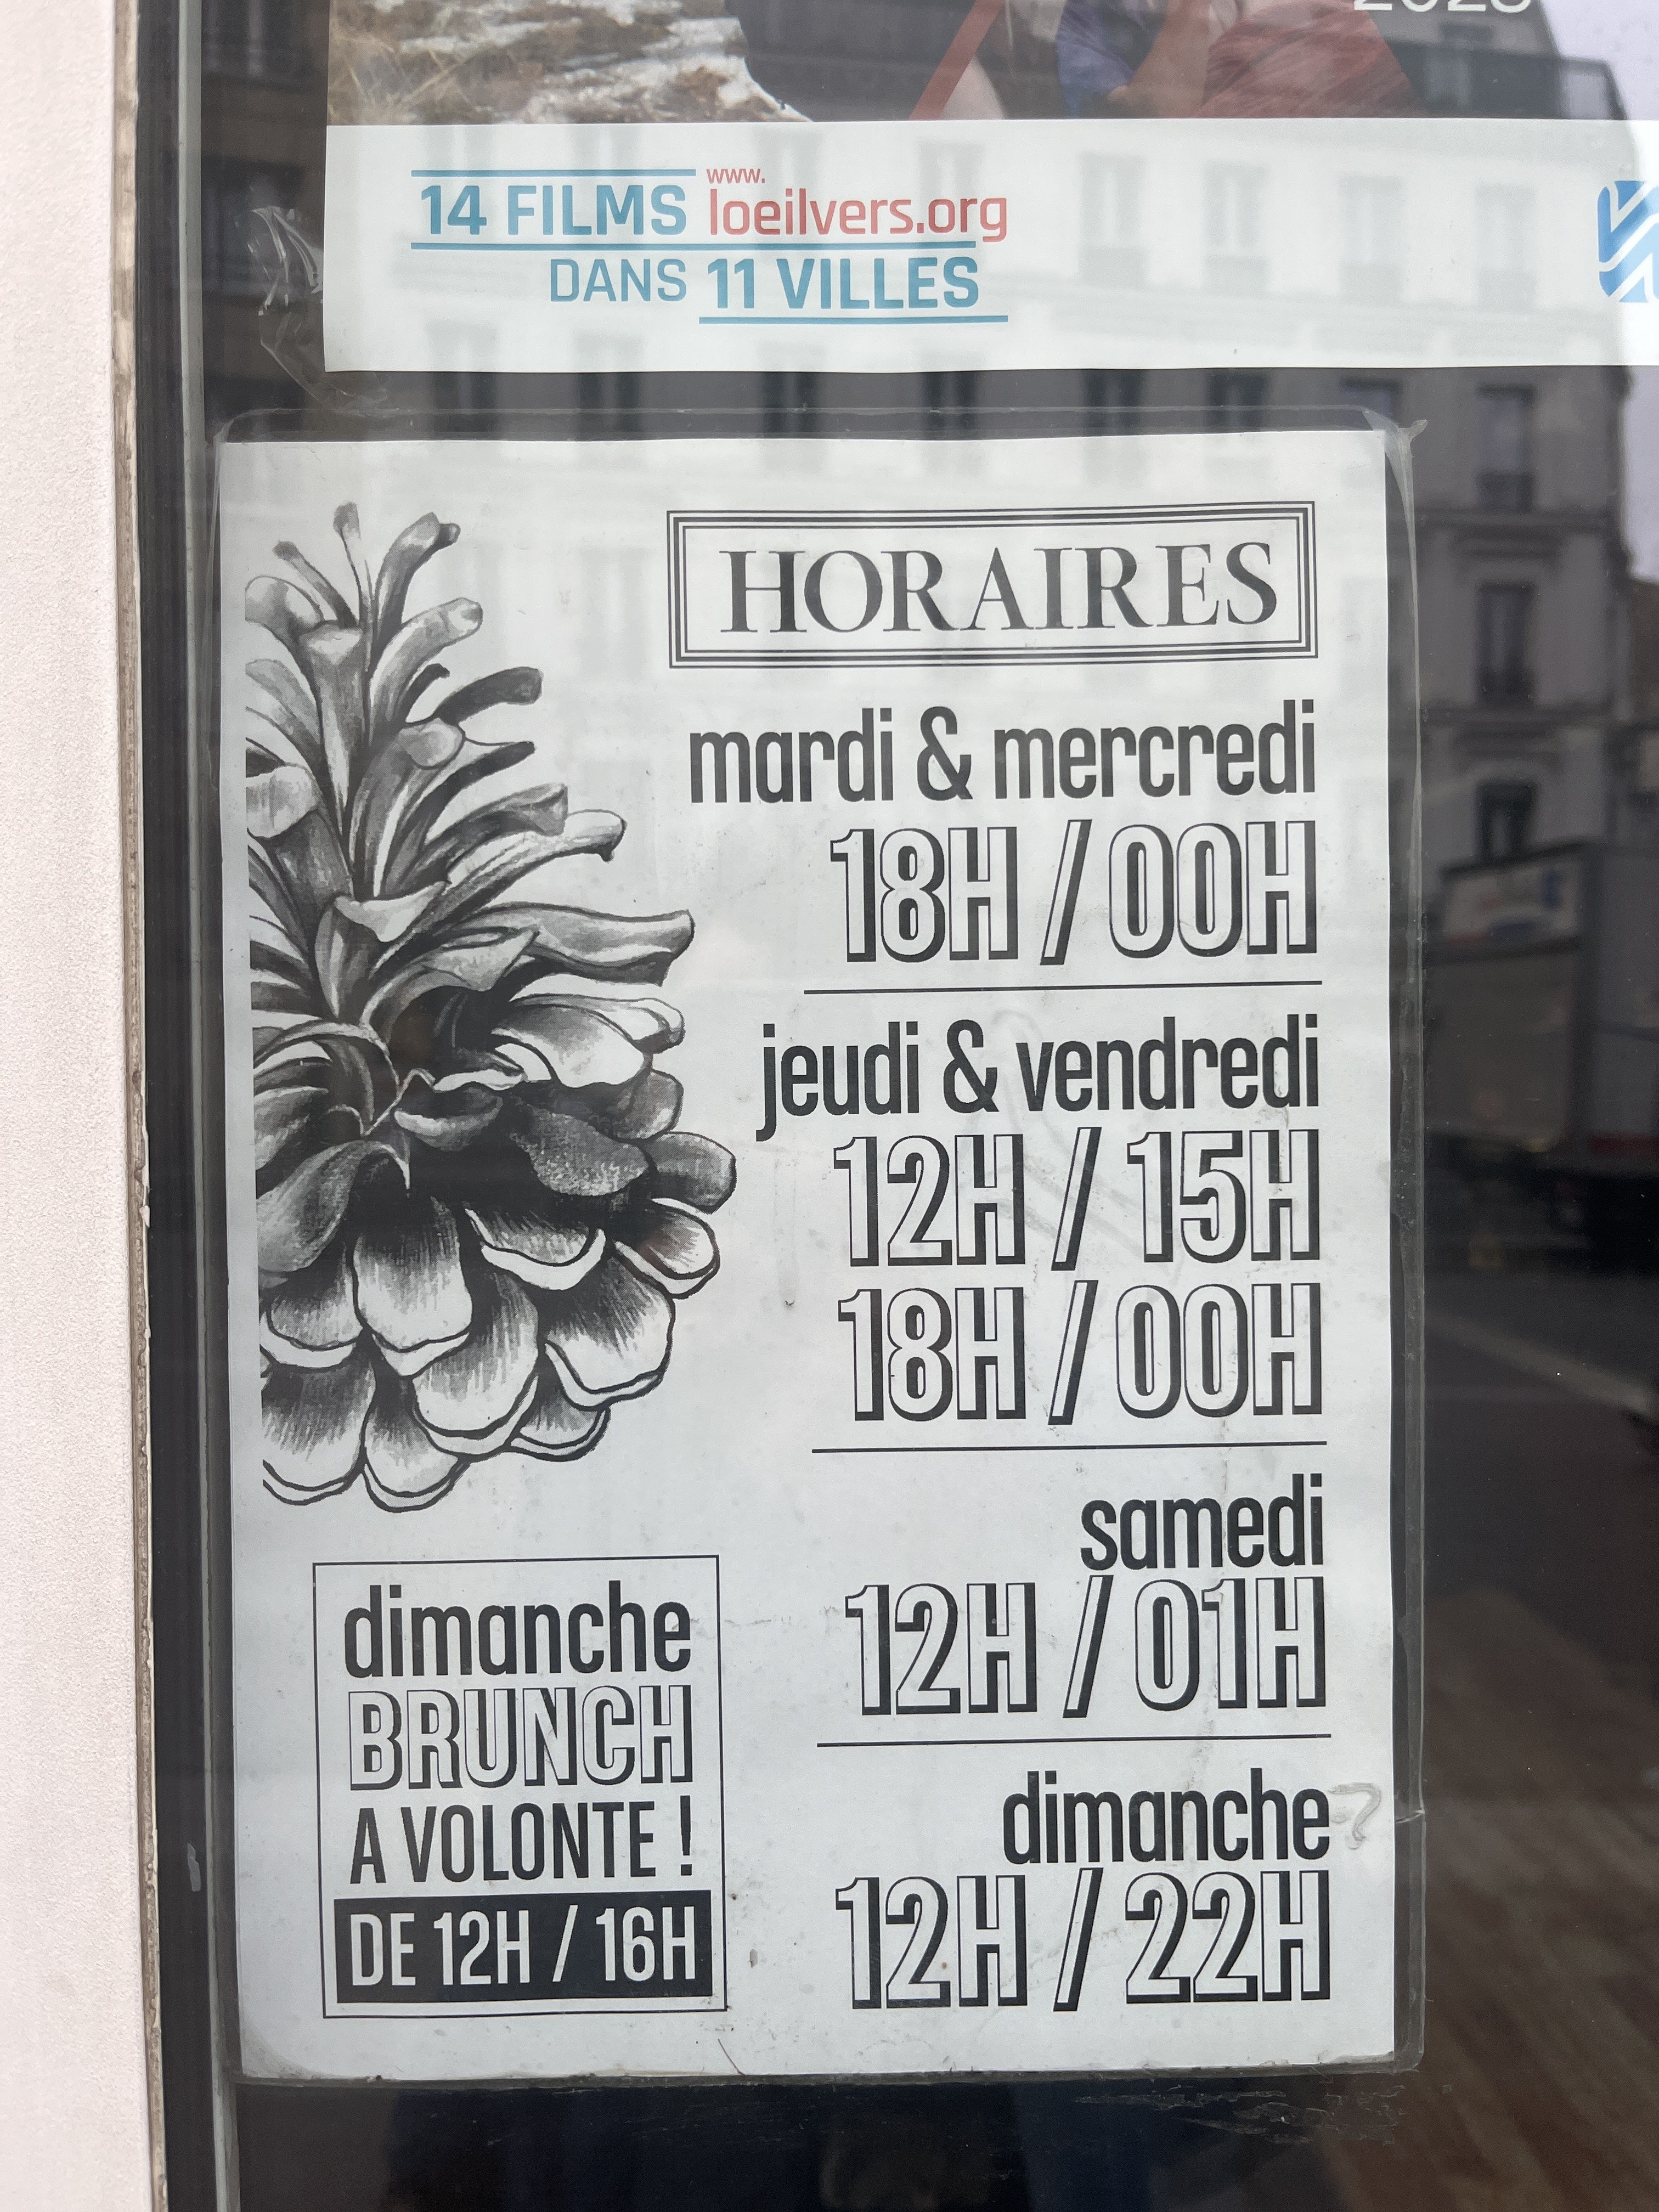 14 FILMS www.
loeilvers.org
DANS 11 VILLES
HORAIRES
mardi & mercredi
18H / 00H
jeudi & vendredi
12H / 15H
18H / 00H
samedi
12H / 01H
dimanche ?
12H / 22H
dimanche
BRUNCH
A VOLONTE !
DE 12H / 16H